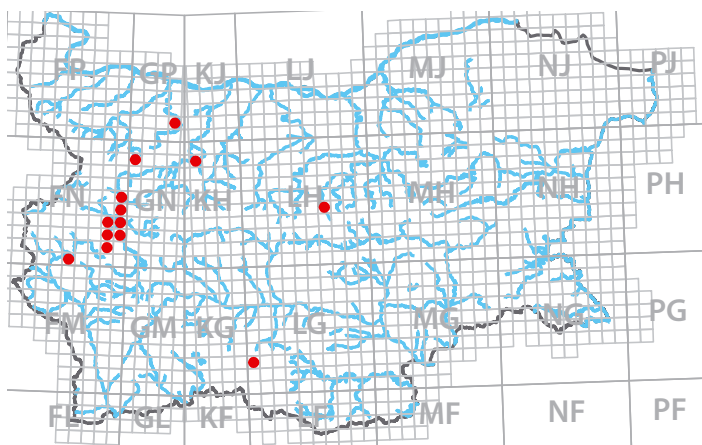 FP GP KJ LJ MJ NJ PJ
FN GN KH LH MH NH PH
FM GM KG LG MG NG PG
FL GL KF LF MF NF PF